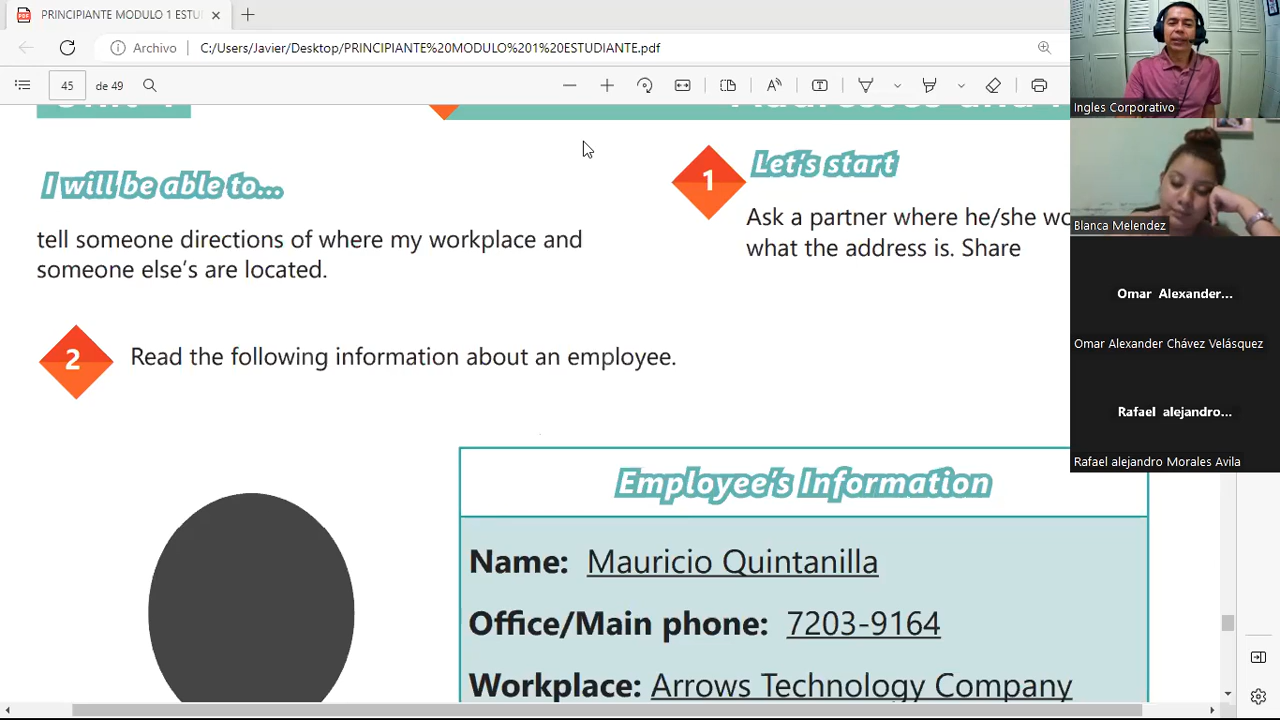 PRINCIPIANTE MODULO 1 ESTU
Archivo
C:/Users/Javier/Desktop/PRINCIPIANTE%20MODULO%201%20ESTUDIANTE.pdf
45
de 49
Addresses and
I will be able to...
tell someone directions of where my workplace and
someone else's are located.
1
Let's start
Ask a partner where he/she wo
what the address is. Share
2
Read the following information about an employee.
Employee's Information
Name: Mauricio Quintanilla
Office/Main phone: 7203-9164
Workplace: Arrows Technology Company
Ingles Corporativo
Blanca Melendez
Omar Alexander...
Omar Alexander Chávez Velásquez
Rafael alejandro...
Rafael alejandro Morales Avila